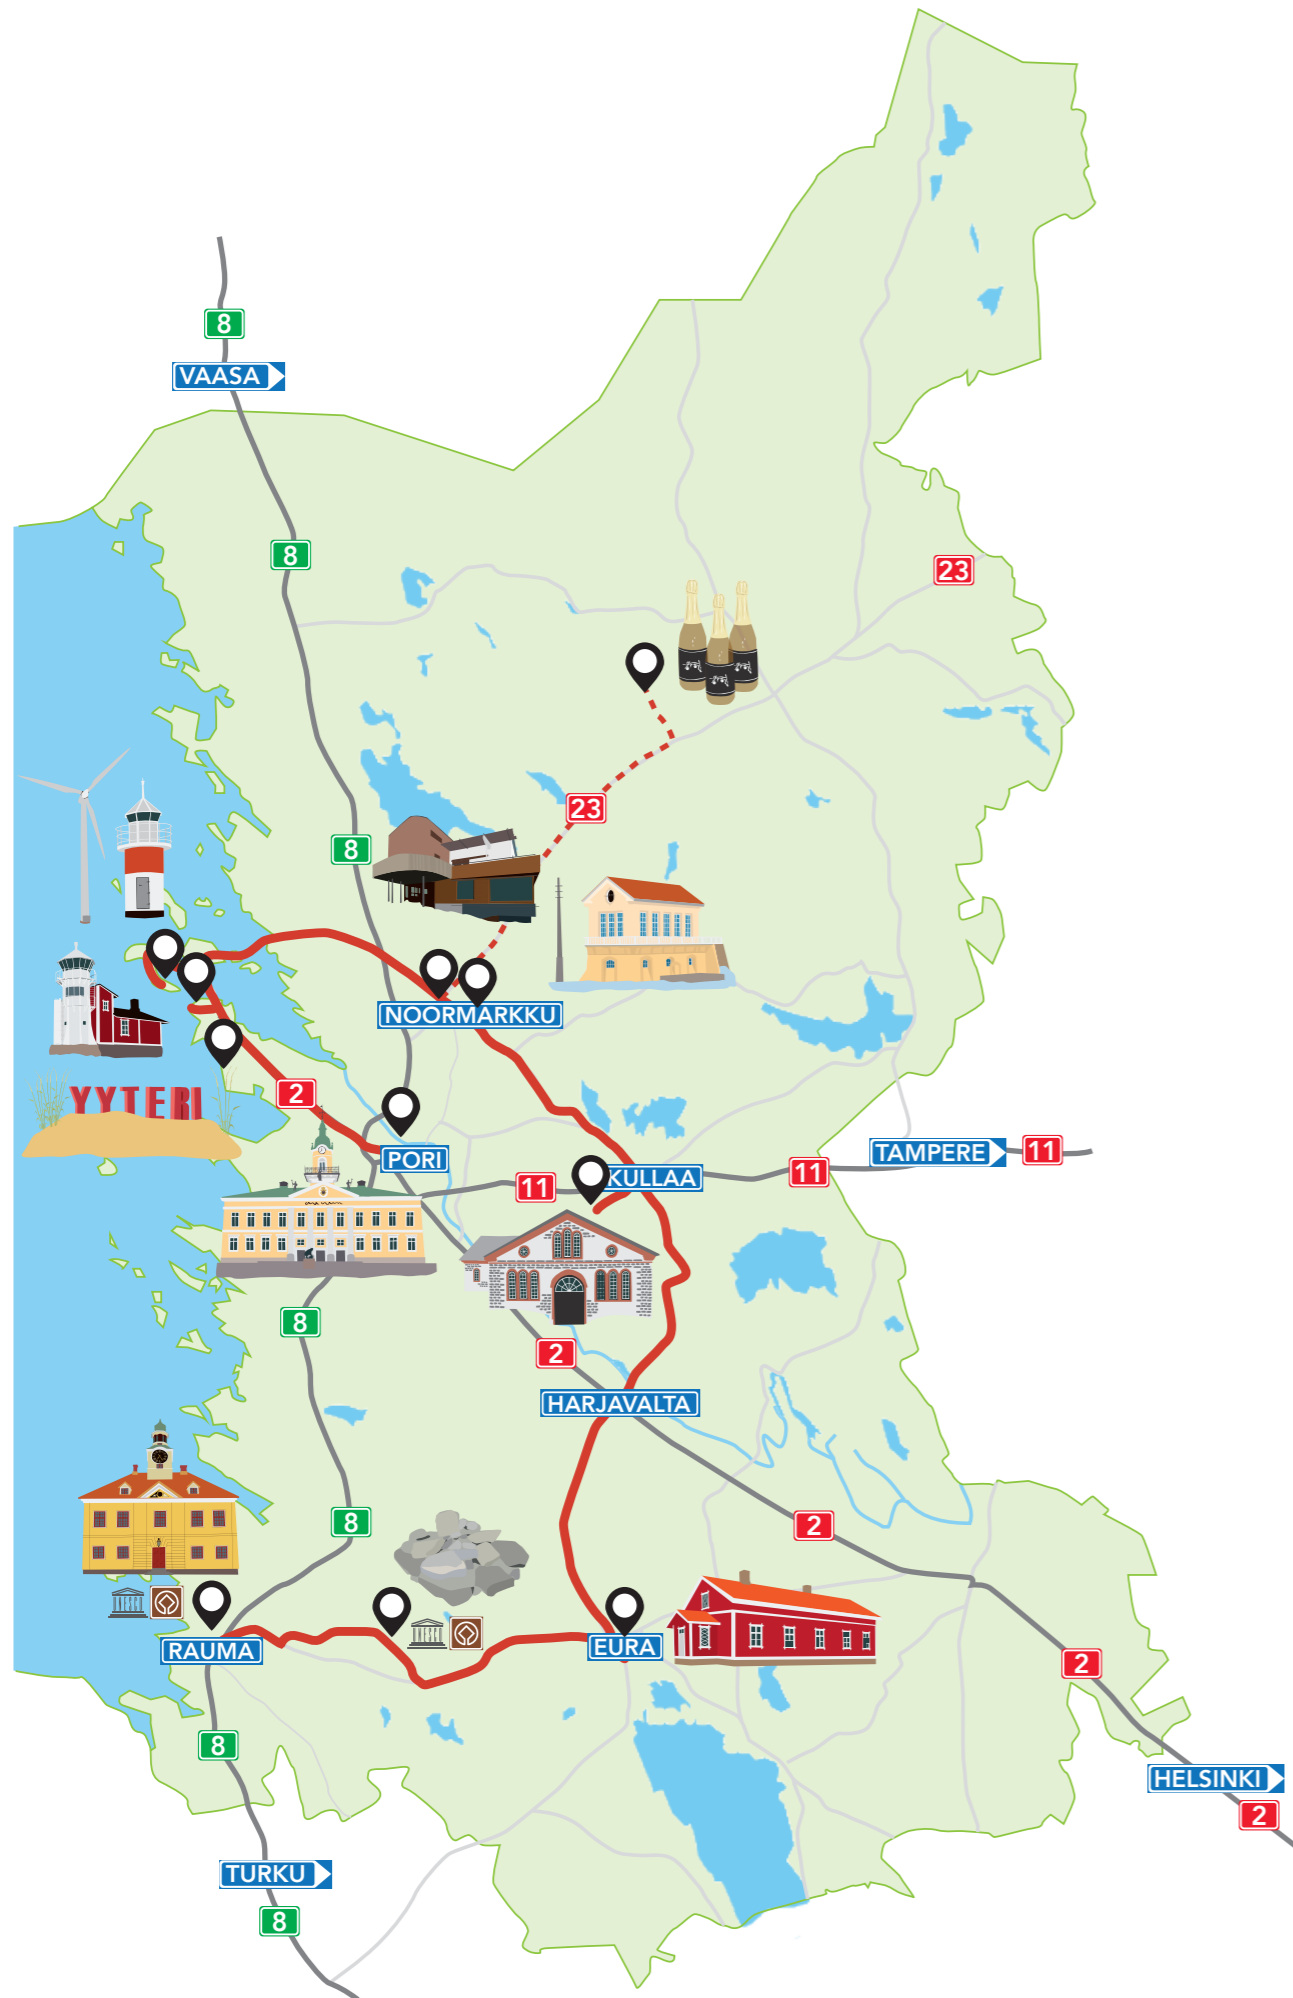 8
VAASA
8
23
23
8
NOORMARKKU
YYTERI
2
PORI
TAMPERE
11
KULLAA
11
11
8
2
HARJAVALTA
8
2
RAUMA
EURA
2
8
HELSINKI
2
TURKU
8